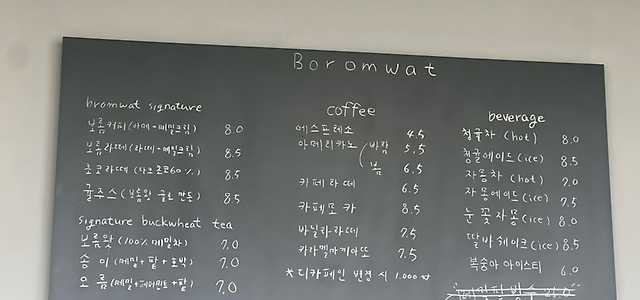 Boromwat
bromwat signature
보롬커피(아메+메밀크림) 8.0
보롬라떼(라떼+메밀크림) 8.5
초코라떼(다크초코60%) 8.5
귤주스(보롬왓 귤로 만든) 8.5
signature buckwheat tea
보롬왓(100% 메밀차) 7.0
송이(메밀+팥+호박) 7.0
오름(메밀+페퍼민트+팥) 7.0
coffee
에스프레소 4.5
아메리카노 바람 5.5
봄 6.5
카페라떼 6.5
카페모카 8.5
바닐라라떼 7.5
카라멜마끼아또 7.5
*디카페인 변경 시 1.000
beverage
청귤차 (hot) 8.0
청귤에이드(ice) 8.5
자몽차 (hot) 7.0
자몽에이드(ice) 7.5
눈꽃자몽(ice) 8.0
딸바쉐이크(ice) 8.5
복숭아 아이스티 6.0